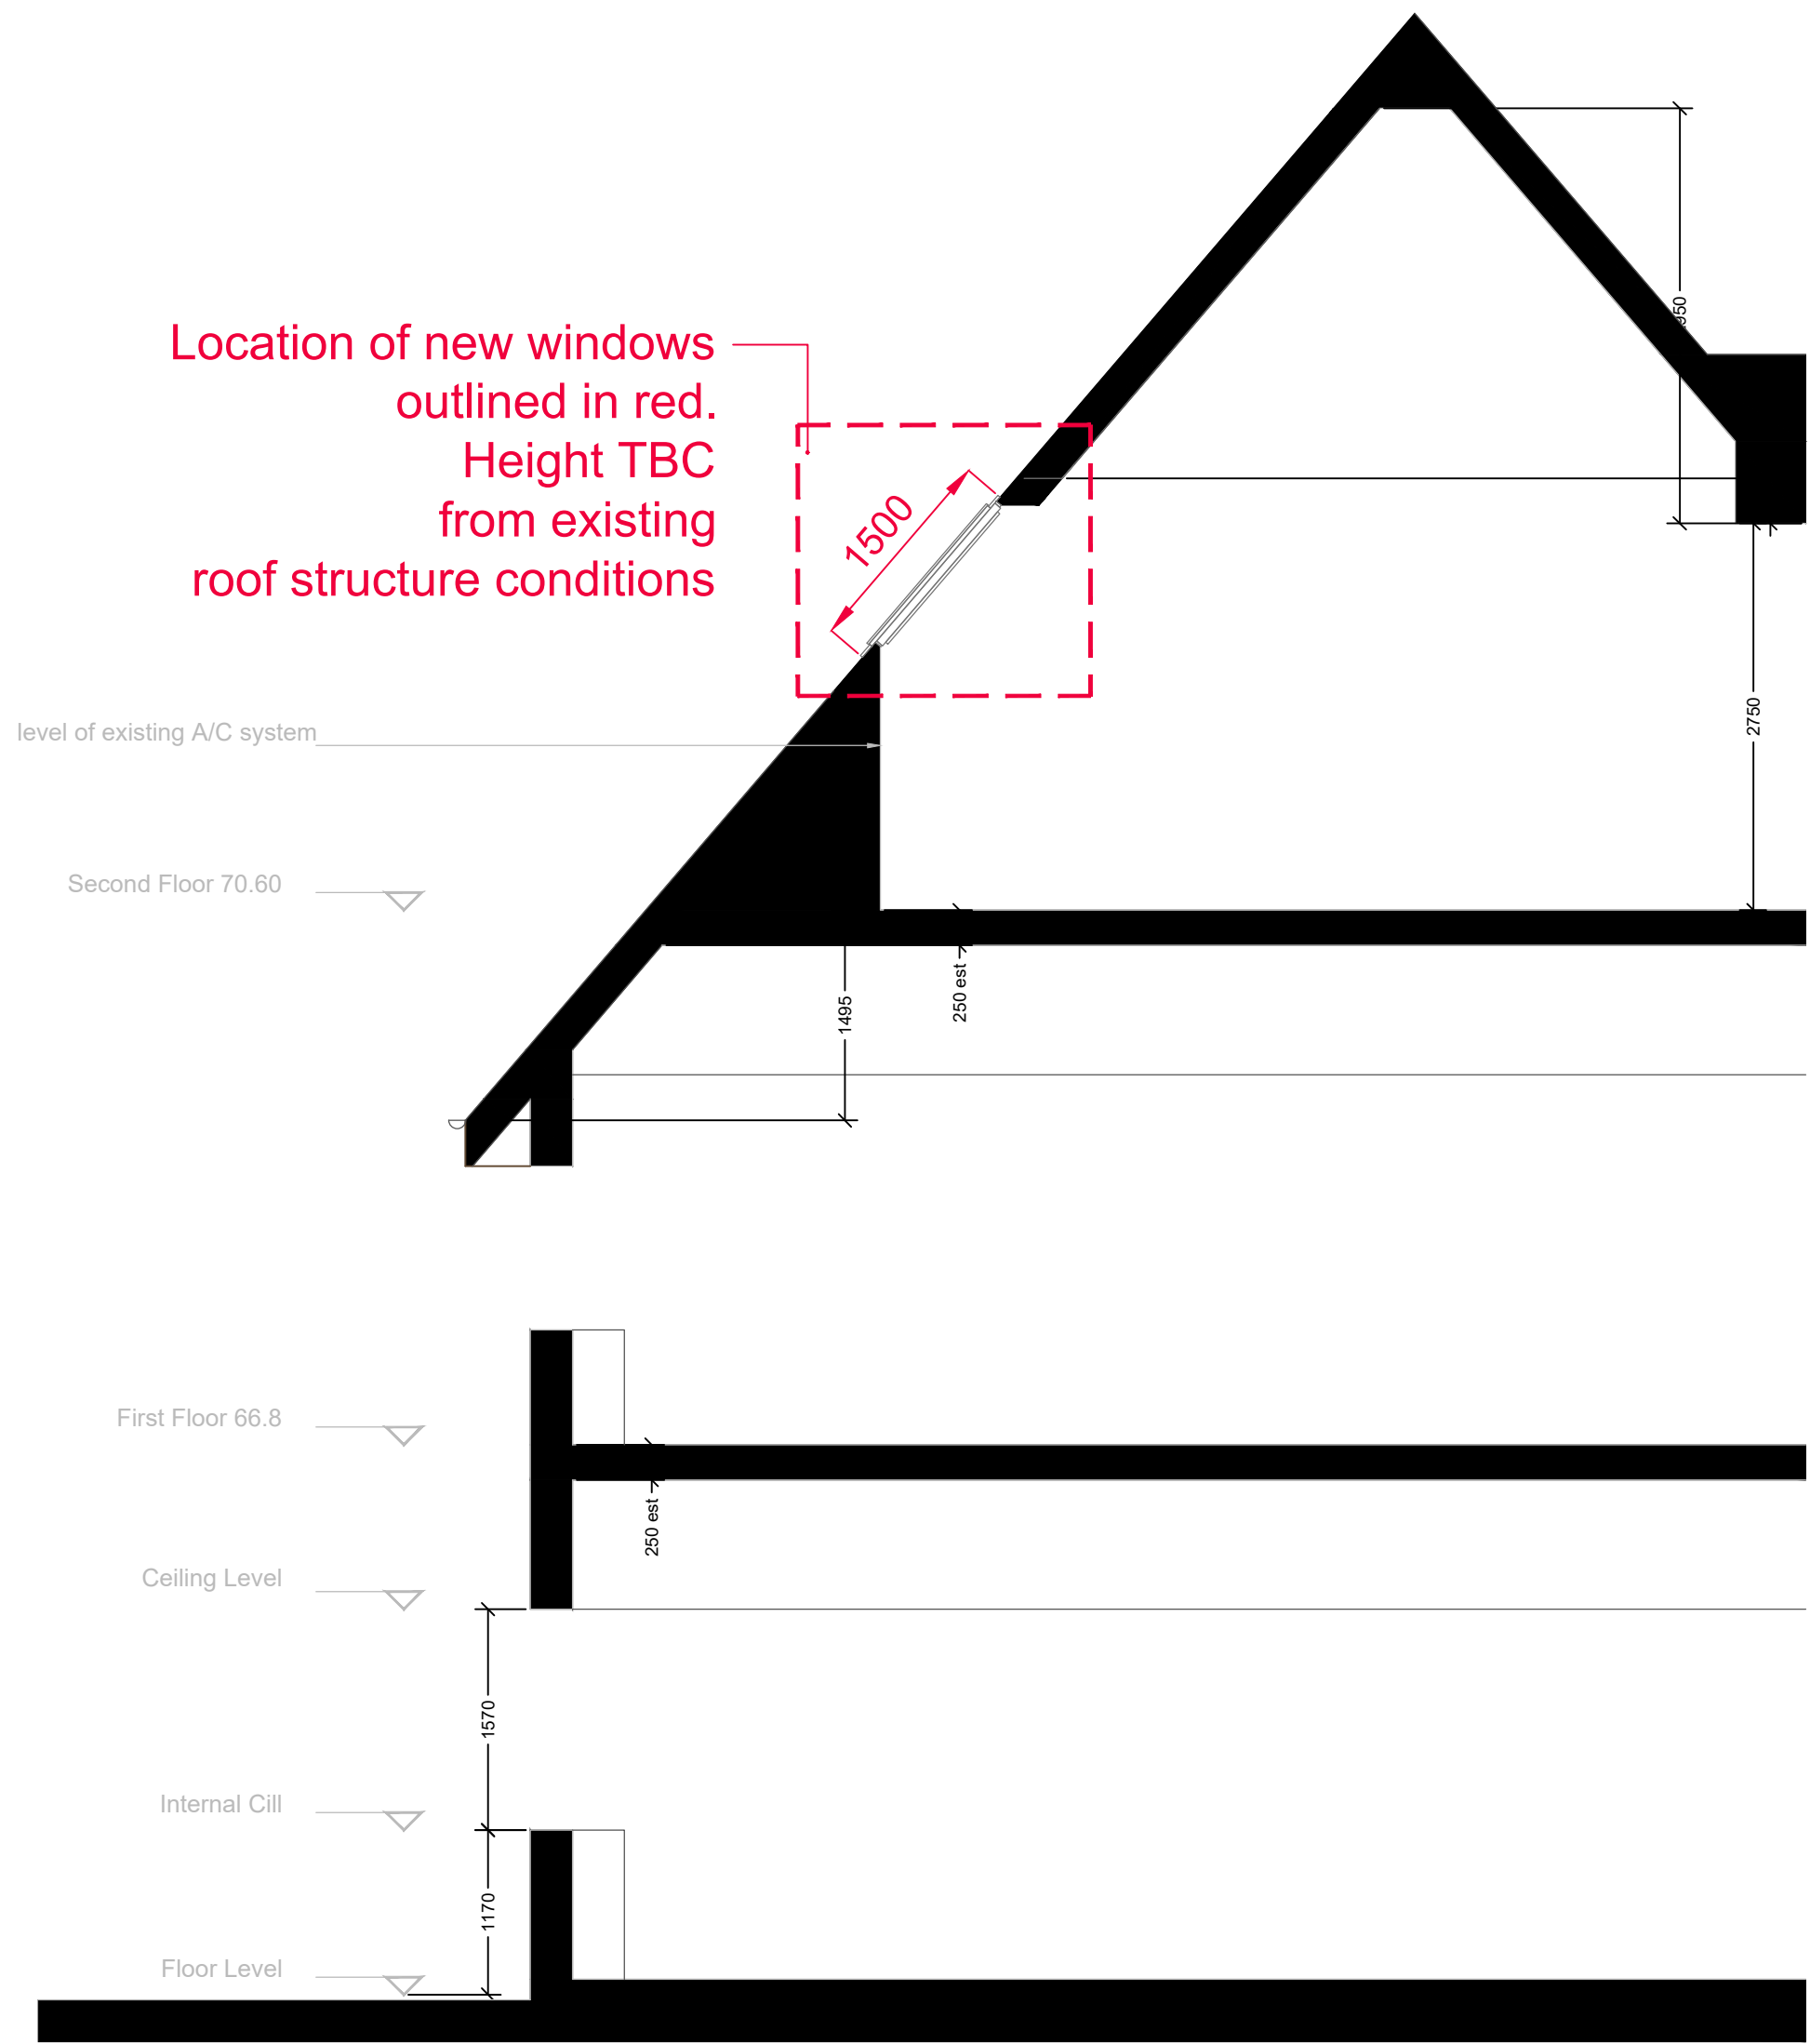 Location of new windows
outlined in red.
Height TBC
from existing
roof structure conditions
1500
level of existing A/C system
2750
Second Floor 70.60
250 est
1495
First Floor 66.8
250 est
Ceiling Level
1570
Internal Cill
1170
Floor Level